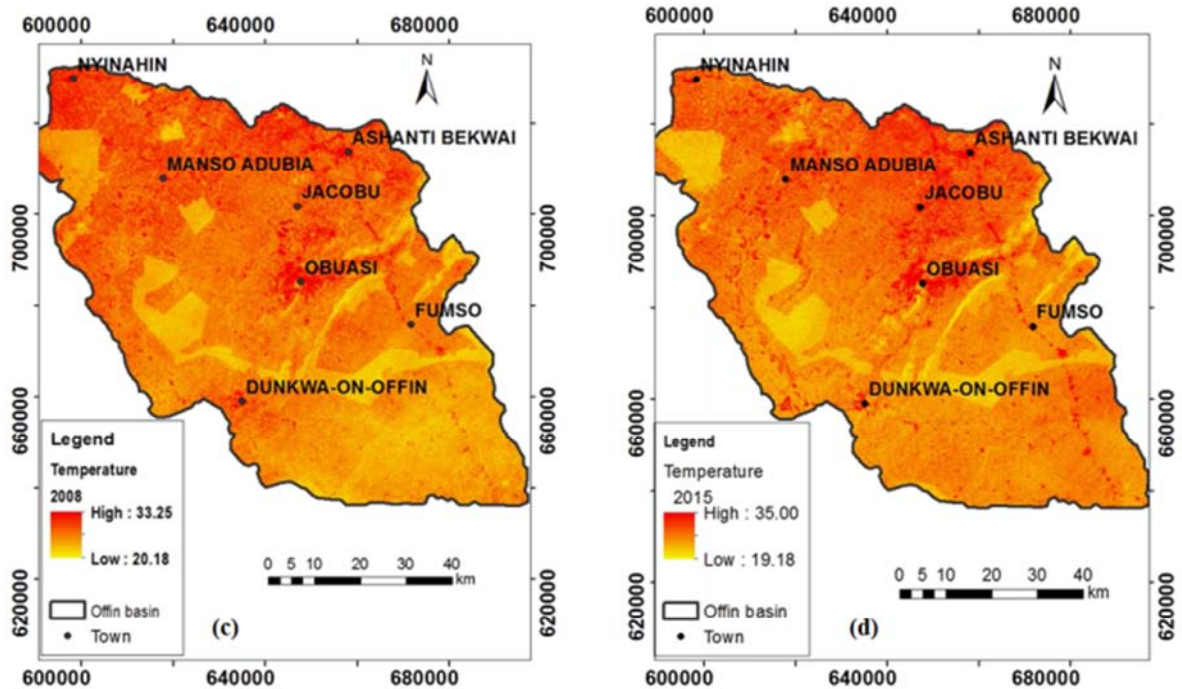 600000 640000 680000
N
NYINAHIN
ASHANTI BEKWAI
MANSO ADUBIA
JACOBU
OBUASI
FUMSO
DUNKWA-ON-OFFIN
700000
660000
620000
700000
660000
620000
Legend
Temperature
2008
High : 33.25
Low : 20.18
Offin basin
Town
0 5 10 20 30 40
km
(c)
600000 640000 680000
600000 640000 680000
N
NYINAHIN
ASHANTI BEKWAI
MANSO ADUBIA
JACOBU
OBUASI
FUMSO
DUNKWA-ON-OFFIN
700000
660000
620000
700000
660000
620000
Legend
Temperature
2015
High : 35.00
Low : 19.18
Offin basin
Town
0 5 10 20 30 40
km
(d)
600000 640000 680000